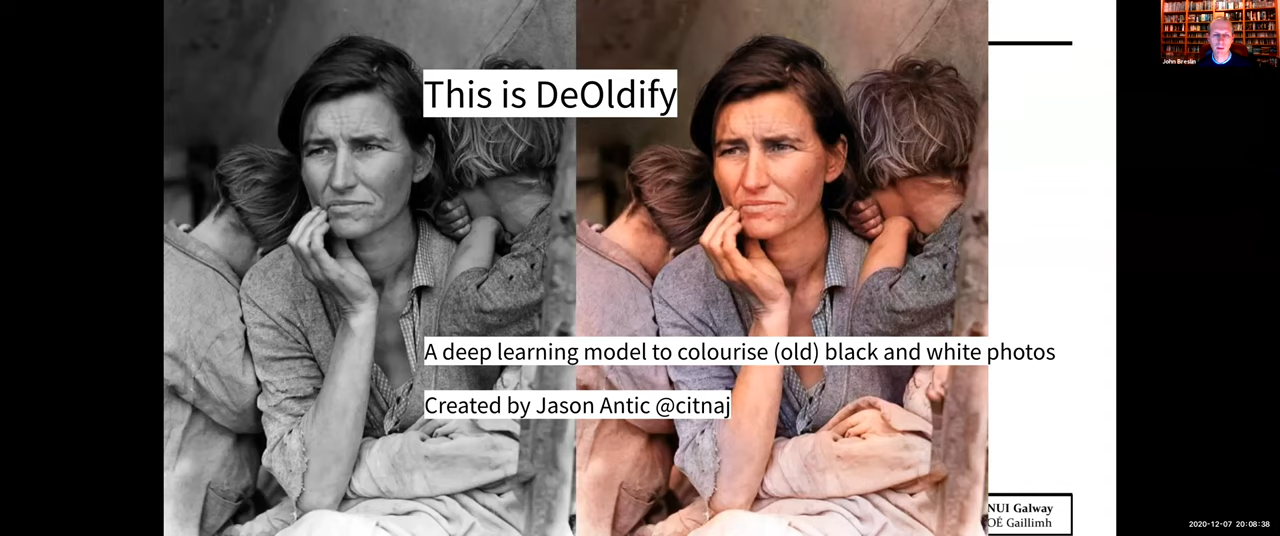 This is DeOldify
John Breslin
A deep learning model to colourise (old) black and white photos
Created by Jason Antic @citnaj
NUI Galway
OÉ Gaillimh
2020-12-07 20:08:38